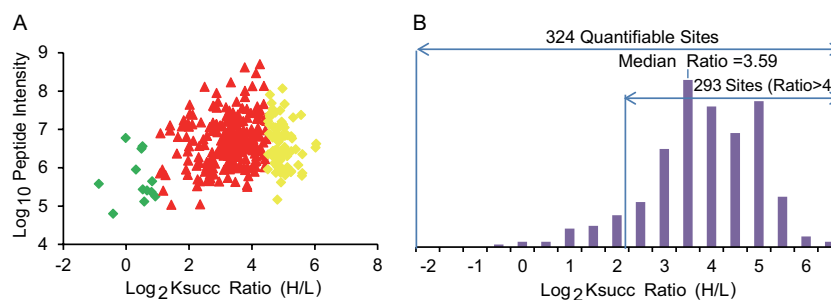 A
Log10 Peptide Intensity
9
8
7
6
5
4
-2
0
2
4
6
8
Log2 Ksucc Ratio (H/L)
B
324 Quantifiable Sites
Median Ratio =3.59
293 Sites (Ratio>4
-2
-1
0
1
2
3
4
5
6
Log2 Ksucc Ratio (H/L)